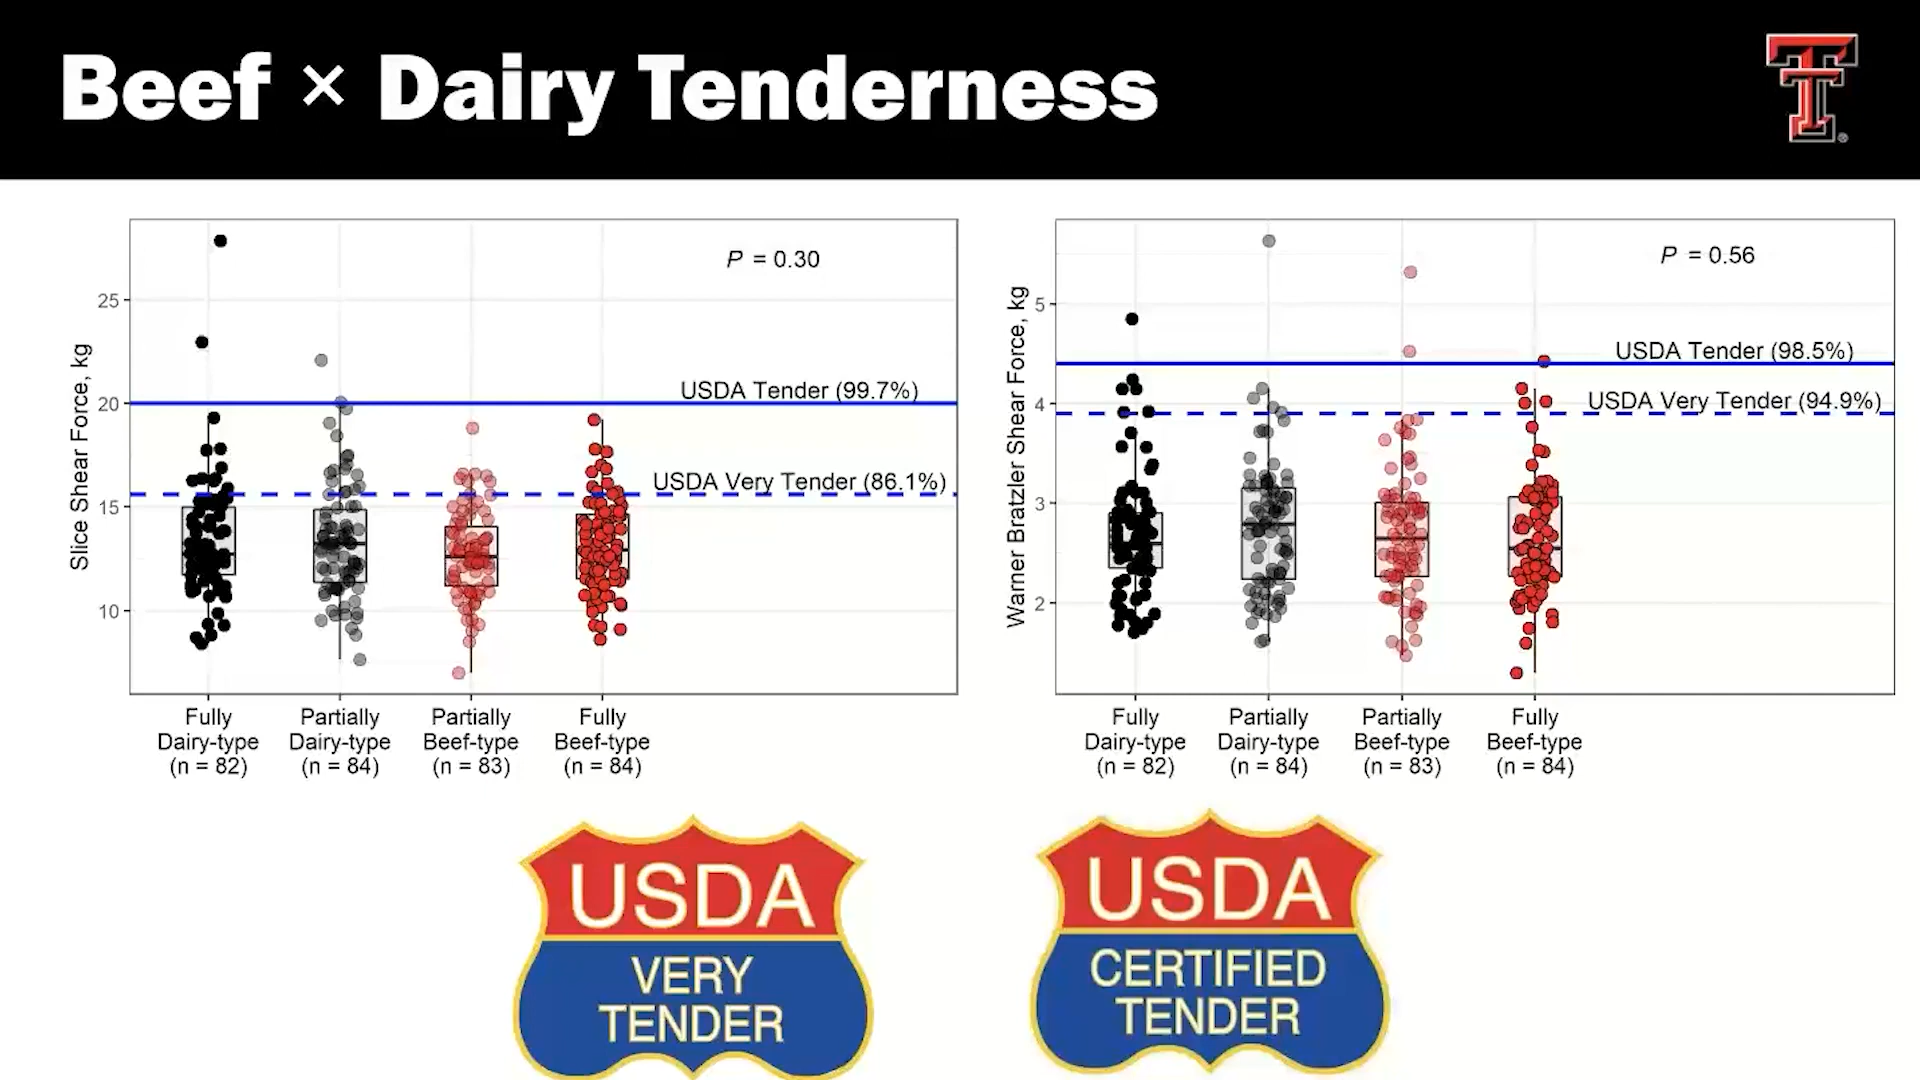 Beef × Dairy Tenderness
Slice Shear Force, kg
25
20
15
10
P = 0.30
USDA Tender (99.7%)
USDA Very Tender (86.1%)
Fully
Dairy-type
(n = 82)
Partially
Dairy-type
(n = 84)
Partially
Beef-type
(n = 83)
Fully
Beef-type
(n = 84)
Warner Bratzler Shear Force, kg
5
4
3
2
P = 0.56
USDA Tender (98.5%)
USDA Very Tender (94.9%)
Fully
Dairy-type
(n = 82)
Partially
Dairy-type
(n = 84)
Partially
Beef-type
(n = 83)
Fully
Beef-type
(n = 84)
USDA
VERY
TENDER
USDA
CERTIFIED
TENDER